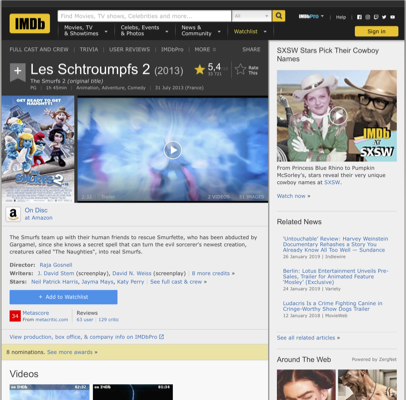 IMDb
Find Movies, TV shows, Celebrities and more...
All
IMDbPro
Help
Movies, TV
& Showtimes
Celebs, Events
& Photos
News &
Community
Watchlist
Sign in
FULL CAST AND CREW | TRIVIA | USER REVIEWS | IMDbPro | MORE
SHARE
Les Schtroumpfs 2 (2013)
The Smurfs 2 (original title)
PG | 1h 45min | Animation, Adventure, Comedy | 31 July 2013 (France)
5,4
Rate
This
GET READY TO GET
NAUGHTY!
On Disc
at Amazon
The Smurfs team up with their human friends to rescue Smurfette, who has been abducted by
Gargamel, since she knows a secret spell that can turn the evil sorcerer's newest creation,
creatures called "The Naughties", into real Smurfs.
Director: Raja Gosnell
Writers: J. David Stem (screenplay), David N. Weiss (screenplay) | 8 more credits »
Stars: Neil Patrick Harris, Jayma Mays, Katy Perry | See full cast & crew »
+ Add to Watchlist
34
Metascore
From metacritic.com
Reviews
63 user | 129 critic
View production, box office, & company info on IMDbPro
8 nominations. See more awards »
Videos
SXSW Stars Pick Their Cowboy
Names
IMDb
AT
SXSW
From Princess Blue Rhino to Pumpkin
McSorley's, stars reveal their very unique
cowboy names at SXSW.
Watch now »
Related News
'Untouchable' Review: Harvey Weinstein
Documentary Rehashes a Story You
Already Know All Too Well — Sundance
26 January 2019 | Indiewire
Berlin: Lotus Entertainment Unveils Pre-
Sales, Trailer for Animated Feature
'Mosley' (Exclusive)
24 January 2019 | Variety
Ludacris Is a Crime Fighting Canine in
Cringe-Worthy Show Dogs Trailer
12 January 2018 | MovieWeb
See all related articles »
Around The Web
Powered by ZergNet